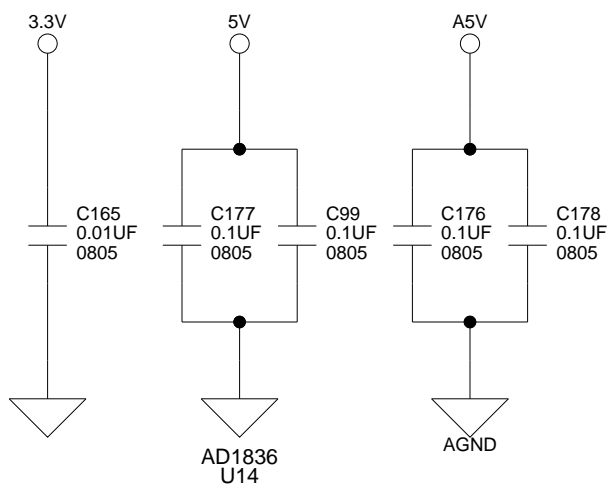 3.3V
5V
A5V
C165
0.01UF
0805
C177
0.1UF
0805
C99
0.1UF
0805
C176
0.1UF
0805
C178
0.1UF
0805
AD1836
U14
AGND